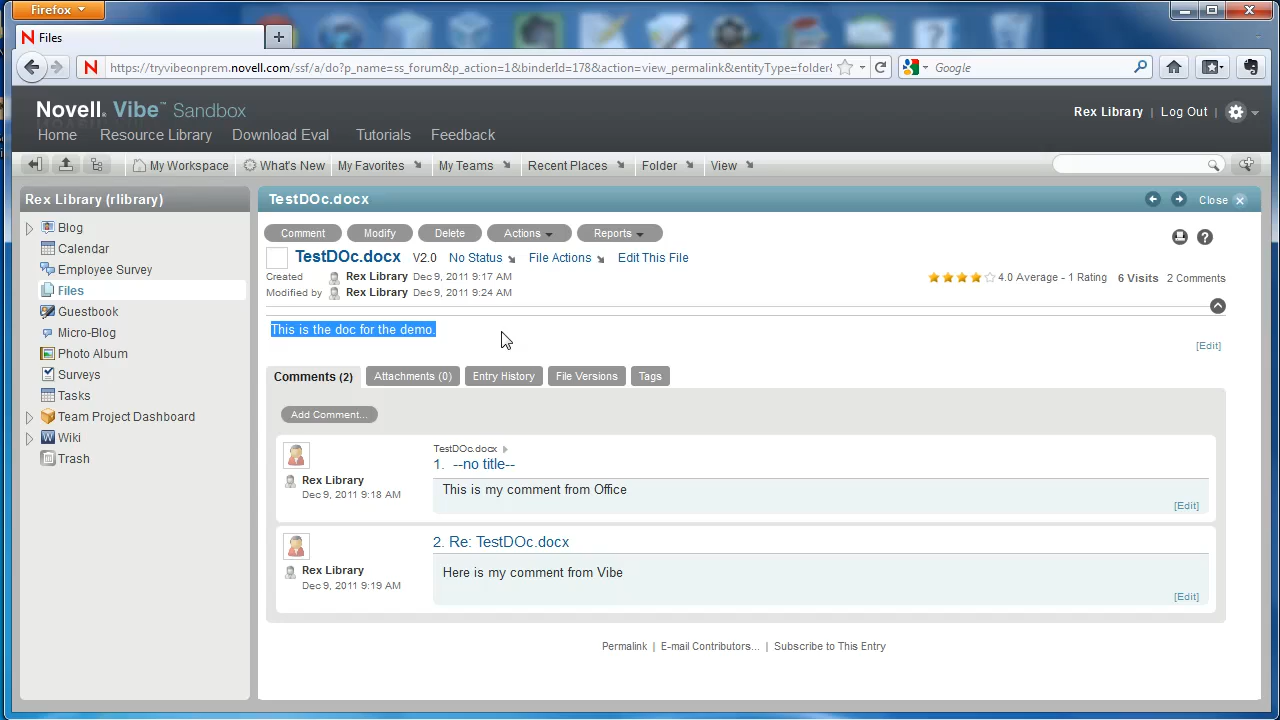 Firefox
Files
https://tryvibeonprem.novell.com/ssf/a/do?p_name=ss_forum&p_action=1&binderId=178&action=view_permalink&entityType=folder
Google
Novell. Vibe™ Sandbox
Rex Library | Log Out |
Home Resource Library Download Eval Tutorials Feedback
My Workspace What's New My Favorites My Teams Recent Places Folder View
Rex Library (rlibrary)
Blog
Calendar
Employee Survey
Files
Guestbook
Micro-Blog
Photo Album
Surveys
Tasks
Team Project Dashboard
Wiki
Trash
TestDOc.docx
Close
Comment Modify Delete Actions Reports
TestDOc.docx V2.0 No Status File Actions Edit This File
Created Rex Library Dec 9, 2011 9:17 AM
Modified by Rex Library Dec 9, 2011 9:24 AM
4.0 Average - 1 Rating 6 Visits 2 Comments
This is the doc for the demo.
[Edit]
Comments (2) Attachments (0) Entry History File Versions Tags
Add Comment...
TestDOc.docx
1. --no title--
Rex Library
Dec 9, 2011 9:18 AM
This is my comment from Office
[Edit]
2. Re: TestDOc.docx
Rex Library
Dec 9, 2011 9:19 AM
Here is my comment from Vibe
[Edit]
Permalink | E-mail Contributors... | Subscribe to This Entry